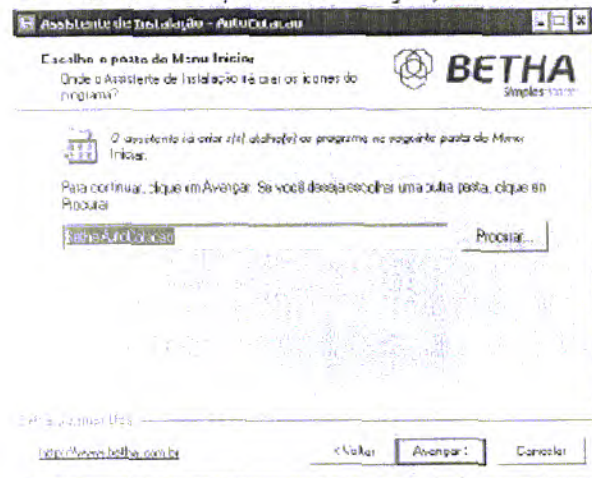 Assistente de Instalação - AutoCotacao
Escolha a pasta do Menu Iniciar
Onde o Assistente de Instalação irá criar os ícones do
programa?
BETHA
Simples
O assistente irá criar o(s) atalho(s) do programa na seguinte pasta do Menu
Iniciar.
Para continuar, clique em Avançar. Se você deseja escolher uma outra pasta, clique em
Procurar
Betha AutoCotacao
Procurar...
http://www.betha.com.br
< Voltar
Avançar >
Cancelar